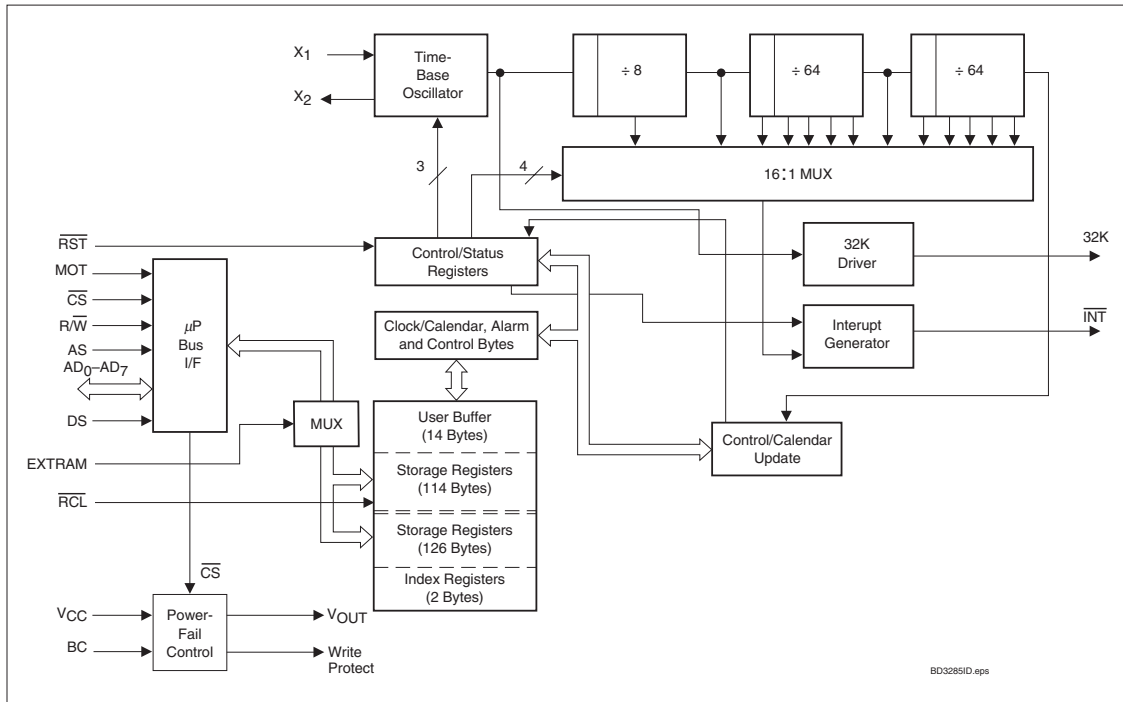 X1
X2
Time-
Base
Oscillator
÷ 8
÷ 64
÷ 64
3
4
16:1 MUX
RST
MOT
CS
R/W
AS
AD0–AD7
DS
EXTRAM
RCL
μP
Bus
I/F
MUX
Control/Status
Registers
Clock/Calendar, Alarm
and Control Bytes
User Buffer
(14 Bytes)
Storage Registers
(114 Bytes)
Storage Registers
(126 Bytes)
Index Registers
(2 Bytes)
32K
Driver
32K
Interupt
Generator
INT
Control/Calendar
Update
CS
VCC
BC
Power-
Fail
Control
VOUT
Write
Protect
BD3285ID.eps